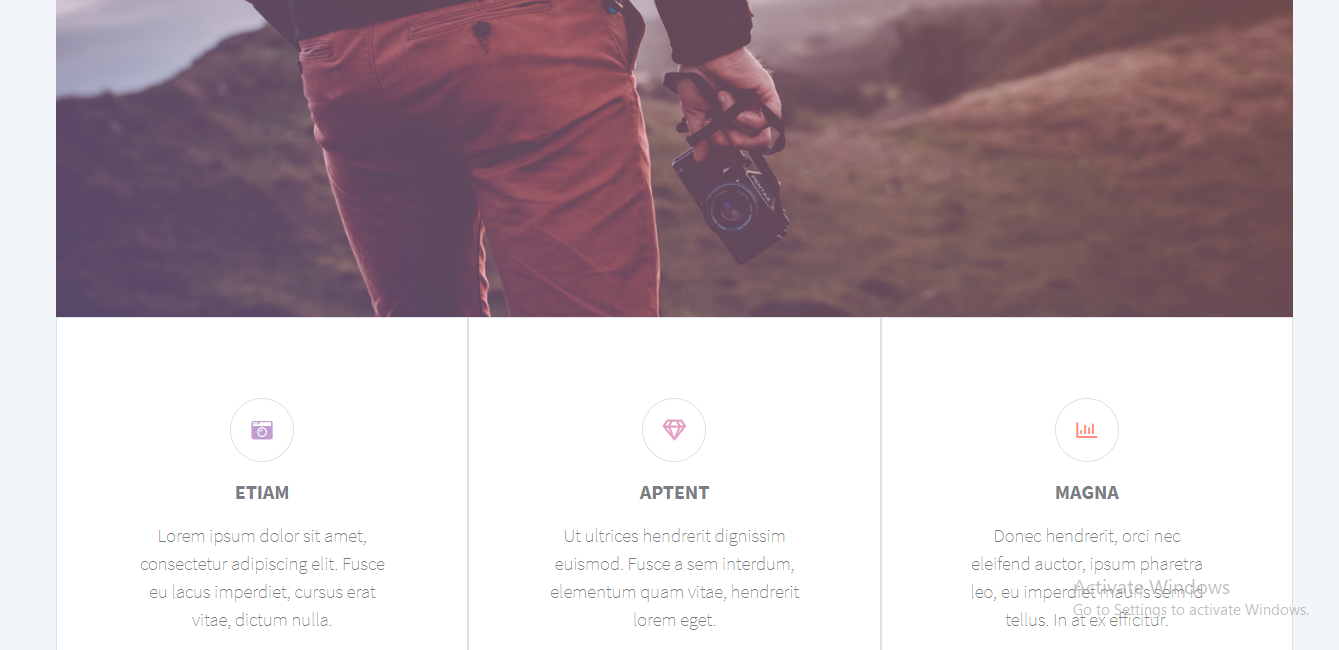 PENTAX
ETIAM
Lorem ipsum dolor sit amet,
consectetur adipiscing elit. Fusce
eu lacus imperdiet, cursus erat
vitae, dictum nulla.
APTENT
Ut ultrices hendrerit dignissim
euismod. Fusce a sem interdum,
elementum quam vitae, hendrerit
lorem eget.
MAGNA
Donec hendrerit, orci nec
eleifend auctor, ipsum pharetra
leo, eu imperdiet mauris sem id
tellus. In at ex efficitur.
Activate Windows
Go to Settings to activate Windows.